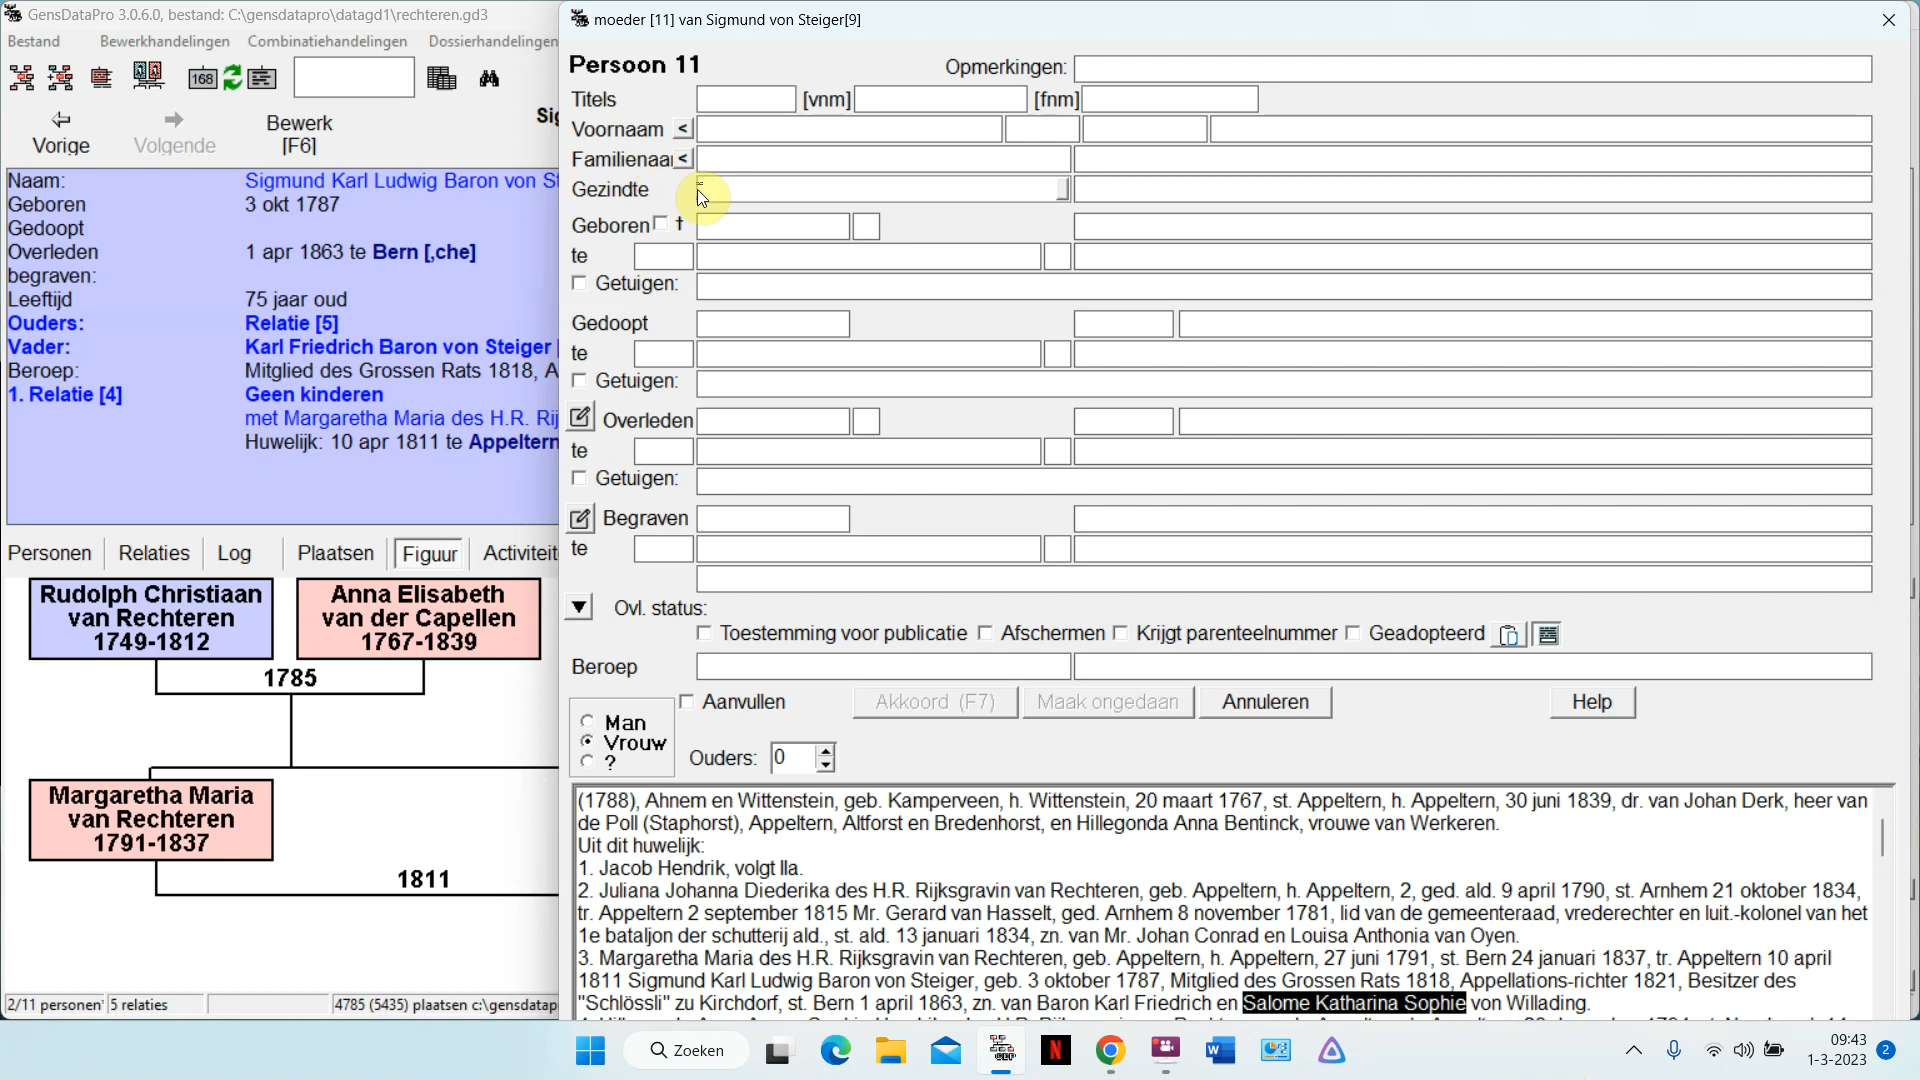 GensDataPro 3.0.6.0, bestand: C:\gensdatapro\datagd1\rechteren.gd3
Bestand Bewerkhandelingen Combinatiehandelingen Dossierhandelingen
168
Vorige Volgende Bewerk [F6]
Naam: Sigmund Karl Ludwig Baron von
Geboren 3 okt 1787
Gedoopt
Overleden 1 apr 1863 te Bern [,che]
begraven:
Leeftijd 75 jaar oud
Ouders: Relatie [5]
Vader: Karl Friedrich Baron von Steiger
Beroep: Mitglied des Grossen Rats 1818, A
1. Relatie [4] Geen kinderen
met Margaretha Maria des H.R. Rij
Huwelijk: 10 apr 1811 te Appeltern
Personen Relaties Log Plaatsen Figuur Activiteit
Rudolph Christiaan van Rechteren 1749-1812
Anna Elisabeth van der Capellen 1767-1839
1785
Margaretha Maria van Rechteren 1791-1837
1811
2/11 personen 5 relaties 4785 (5435) plaatsen c:\gensdatap
moeder [11] van Sigmund von Steiger[9]
Persoon 11 Opmerkingen:
Titels [vnm] [fnm]
Voornaam <
Familienaar <
Gezindte
Geboren †
te
Getuigen:
Gedoopt
te
Getuigen:
Overleden
te
Getuigen:
Begraven
te
Ovl. status:
Toestemming voor publicatie Afschermen Krijgt parenteelnummer Geadopteerd
Beroep
Aanvullen Akkoord (F7) Maak ongedaan Annuleren Help
Man
Vrouw
?
Ouders: 0
(1788), Ahnem en Wittenstein, geb. Kamperveen, h. Wittenstein, 20 maart 1767, st. Appeltern, h. Appeltern, 30 juni 1839, dr. van Johan Derk, heer van
de Poll (Staphorst), Appeltern, Altforst en Bredenhorst, en Hillegonda Anna Bentinck, vrouwe van Werkeren.
Uit dit huwelijk:
1. Jacob Hendrik, volgt IIa.
2. Juliana Johanna Diederika des H.R. Rijksgravin van Rechteren, geb. Appeltern, h. Appeltern, 2, ged. ald. 9 april 1790, st. Arnhem 21 oktober 1834,
tr. Appeltern 2 september 1815 Mr. Gerard van Hasselt, ged. Arnhem 8 november 1781, lid van de gemeenteraad, vrederechter en luit.-kolonel van het
1e bataljon der schutterij ald., st. ald. 13 januari 1834, zn. van Mr. Johan Conrad en Louisa Anthonia van Oyen.
3. Margaretha Maria des H.R. Rijksgravin van Rechteren, geb. Appeltern, h. Appeltern, 27 juni 1791, st. Bern 24 januari 1837, tr. Appeltern 10 april
1811 Sigmund Karl Ludwig Baron von Steiger, geb. 3 oktober 1787, Mitglied des Grossen Rats 1818, Appellations-richter 1821, Besitzer des
"Schlössli" zu Kirchdorf, st. Bern 1 april 1863, zn. van Baron Karl Friedrich en Salome Katharina Sophie von Willading.
Zoeken
09:43
1-3-2023
2